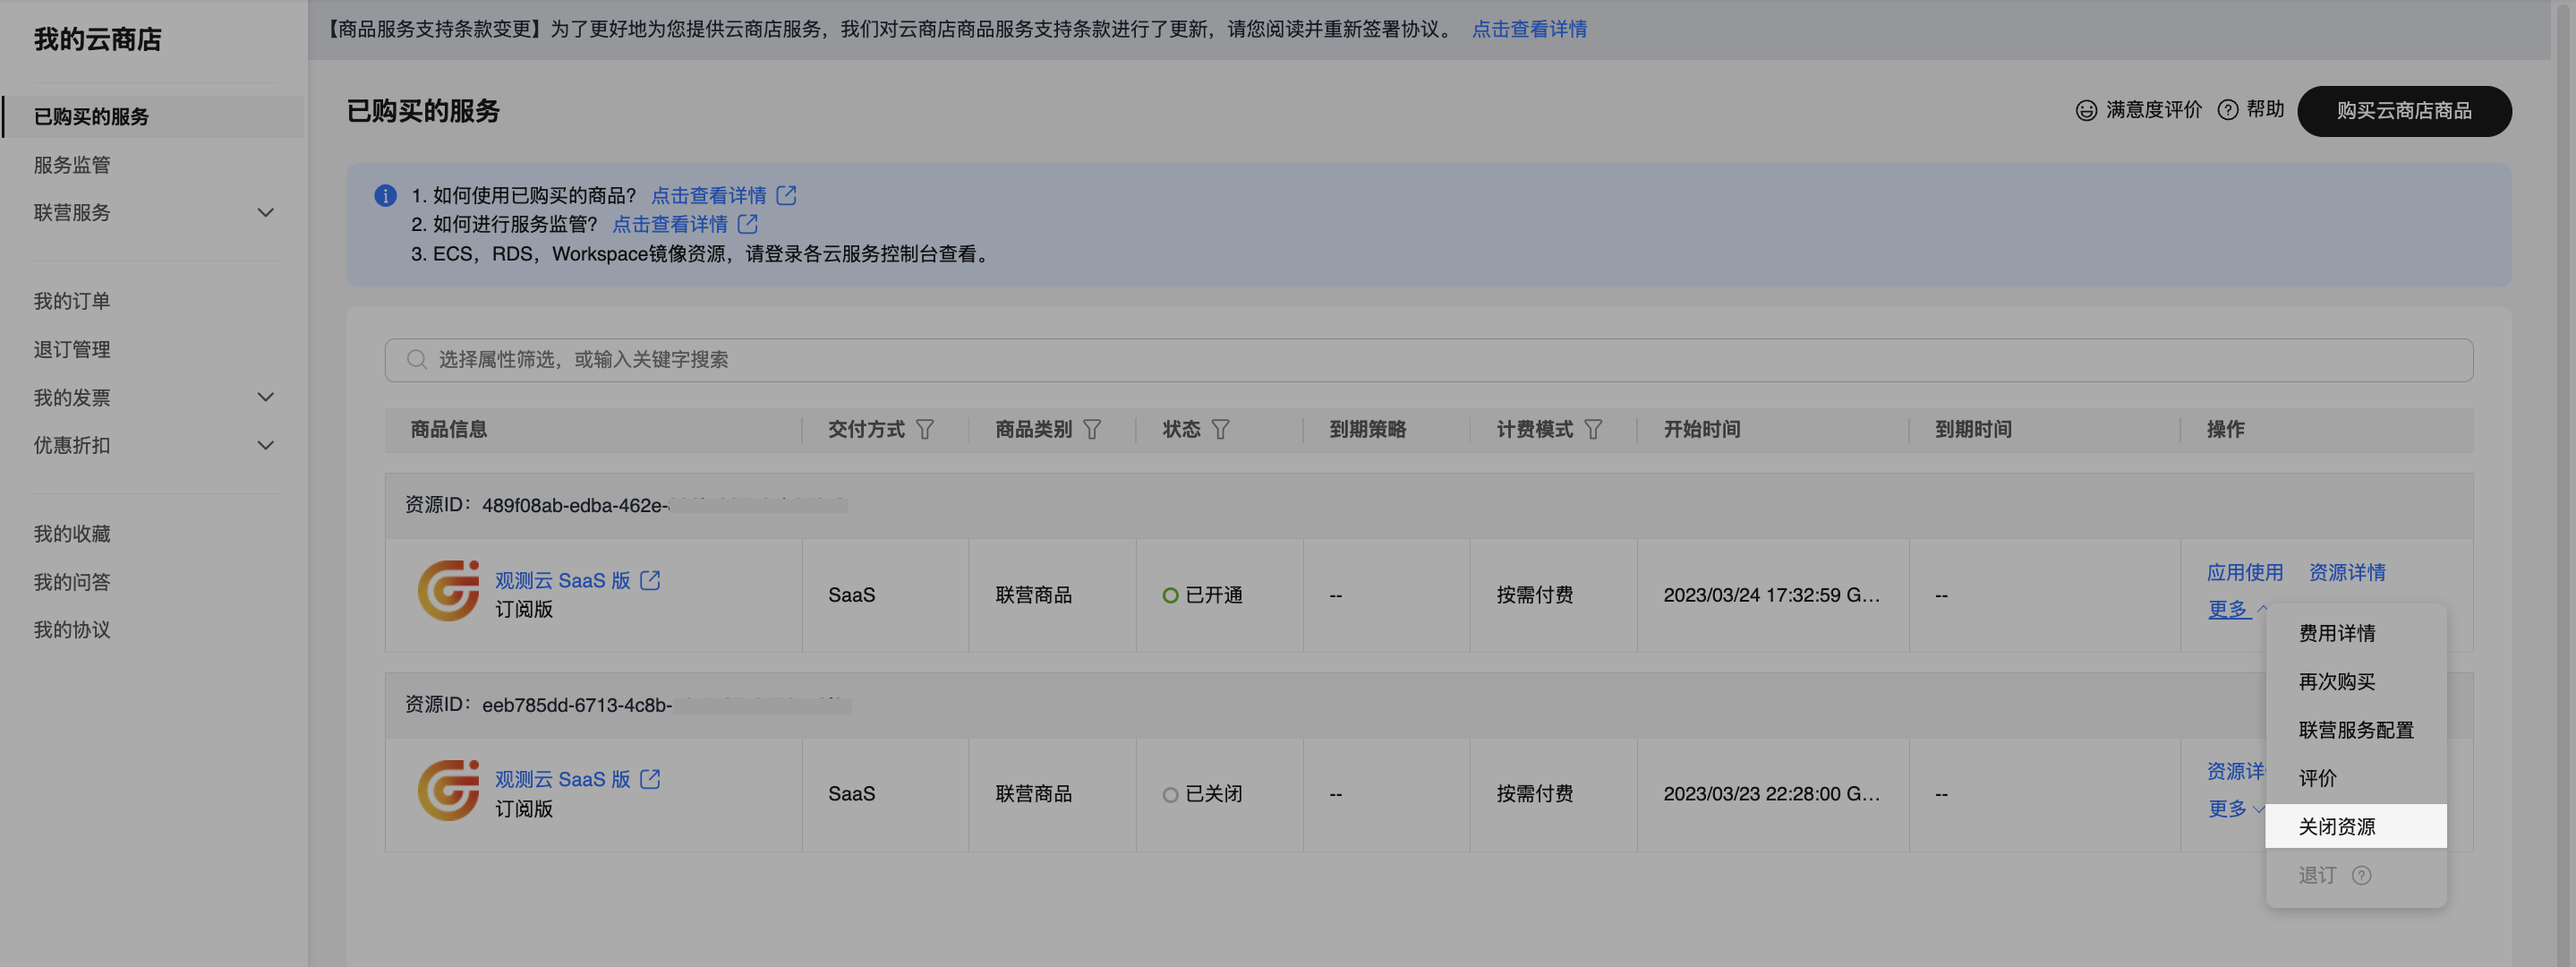 我的云商店
已购买的服务
服务监管
联营服务
我的订单
退订管理
我的发票
优惠折扣
我的收藏
我的问答
我的协议
【商品服务支持条款变更】为了更好地为您提供云商店服务，我们对云商店商品服务支持条款进行了更新，请您阅读并重新签署协议。 点击查看详情
已购买的服务
满意度评价 帮助 购买云商店商品
1. 如何使用已购买的商品？ 点击查看详情
2. 如何进行服务监管？ 点击查看详情
3. ECS，RDS，Workspace镜像资源，请登录各云服务控制台查看。
选择属性筛选，或输入关键字搜索
商品信息 交付方式 商品类别 状态 到期策略 计费模式 开始时间 到期时间 操作
资源ID： 489f08ab-edba-462e-
观测云 SaaS 版
订阅版
SaaS 联营商品 已开通 -- 按需付费 2023/03/24 17:32:59 G... --
应用使用 资源详情
更多
资源ID： eeb785dd-6713-4c8b-
观测云 SaaS 版
订阅版
SaaS 联营商品 已关闭 -- 按需付费 2023/03/23 22:28:00 G... --
资源详
更多
费用详情
再次购买
联营服务配置
评价
关闭资源
退订